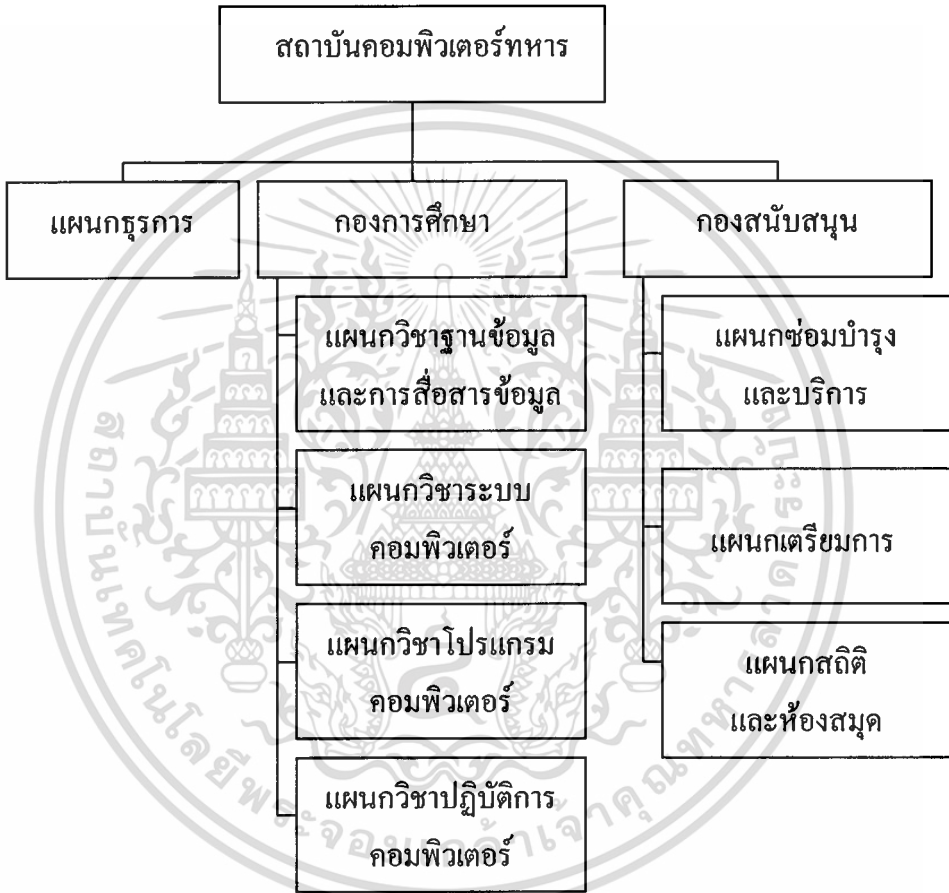 สถาบันคอมพิวเตอร์ทหาร
แผนกธุรการ
กองการศึกษา
กองสนับสนุน
แผนกวิชาฐานข้อมูล
และการสื่อสารข้อมูล
แผนกวิชาระบบ
คอมพิวเตอร์
แผนกวิชาโปรแกรม
คอมพิวเตอร์
แผนกวิชาปฏิบัติการ
คอมพิวเตอร์
แผนกซ่อมบำรุง
และบริการ
แผนกเตรียมการ
แผนกสถิติ
และห้องสมุด